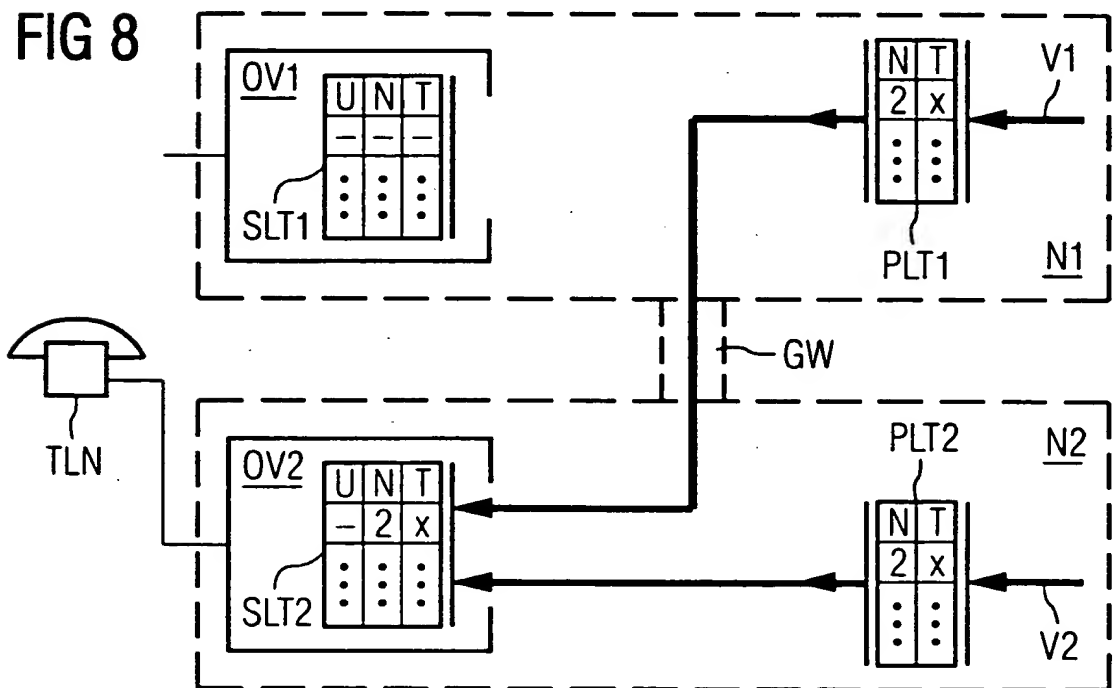 FIG 8
OV1
U N T
— — —
SLT1
N T
2 x
PLT1
V1
N1
GW
TLN
OV2
U N T
— 2 x
SLT2
PLT2
N T
2 x
V2
N2